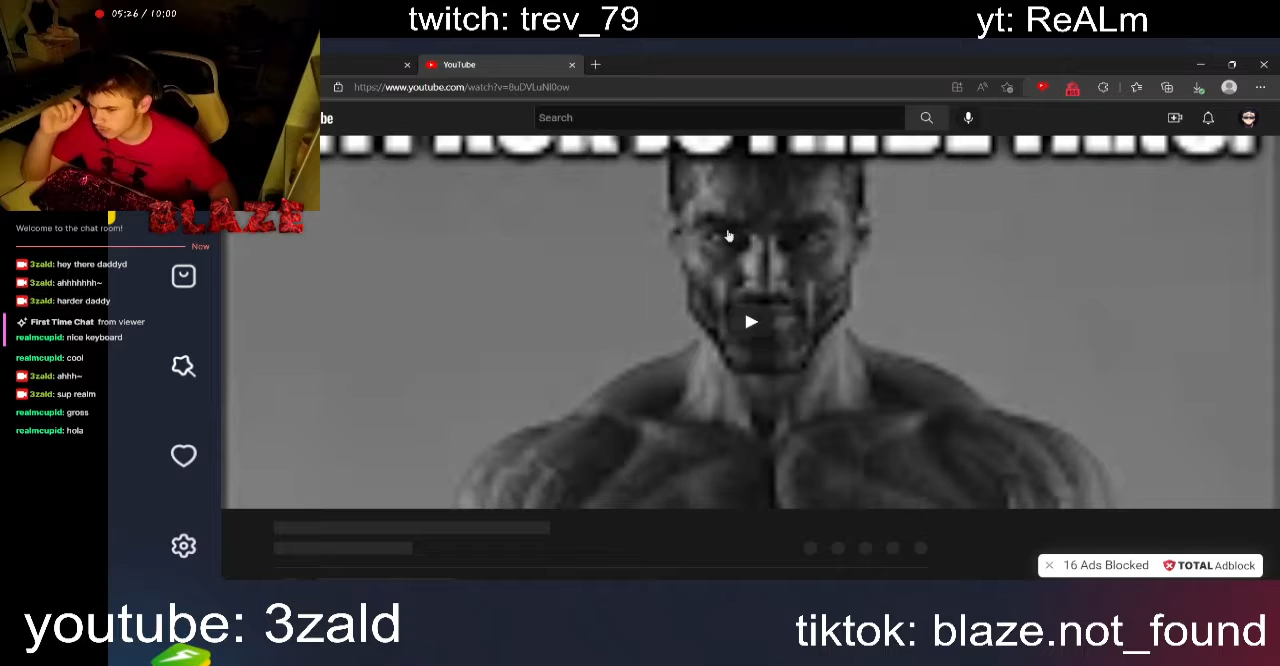 05:26 / 10:00
twitch: trev_79
yt: ReALm
YouTube
https://www.youtube.com/watch?v=8uDVLuNl0ow
be
Search
BLAZE
Welcome to the chat room!
Now
3zald: hey there daddyd
3zald: ahhhhhhh~
3zald: harder daddy
First Time Chat from viewer
realmcupid: nice keyboard
realmcupid: cool
3zald: ahhh~
3zald: sup realm
realmcupid: gross
realmcupid: hola
16 Ads Blocked TOTAL Adblock
youtube: 3zald
tiktok: blaze.not_found